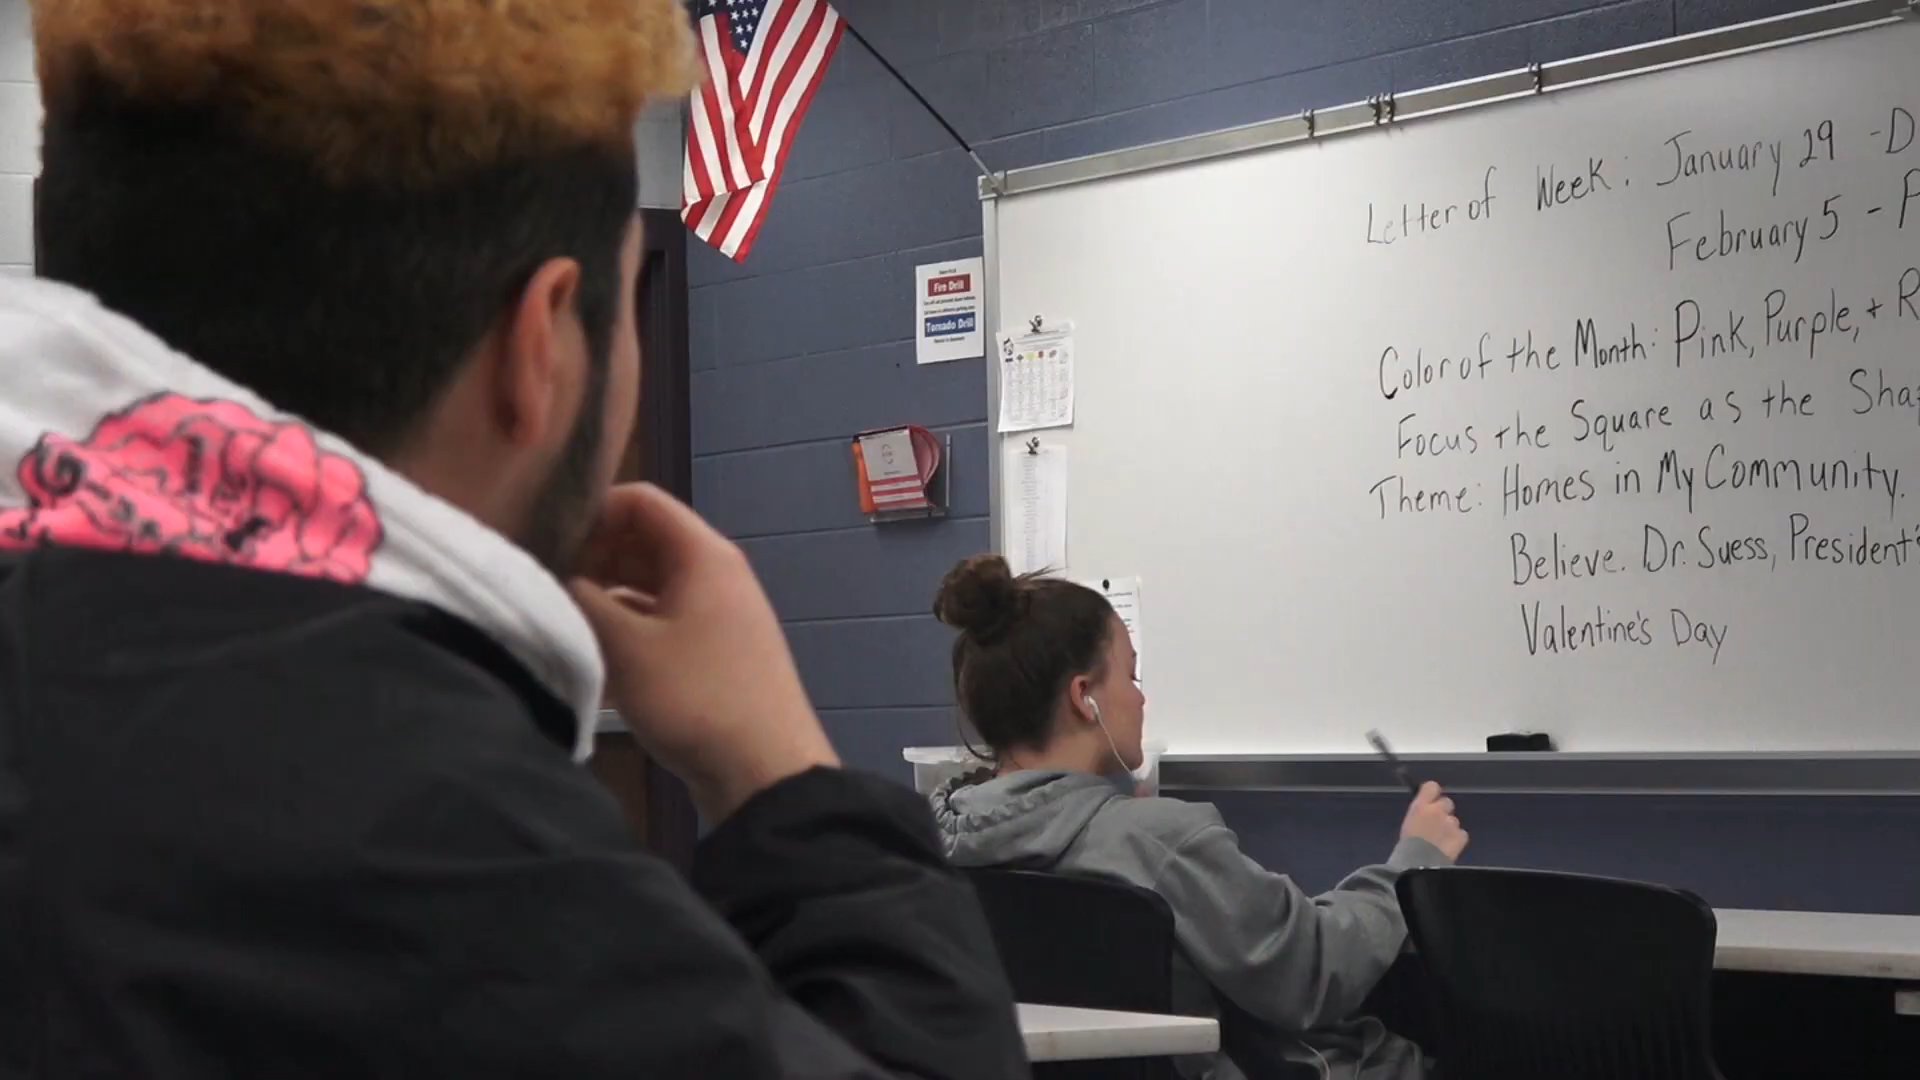 Letter of Week: January 29 -D
February 5 - P
Color of the Month: Pink, Purple, + R
Focus the Square as the Sha
Theme: Homes in My Community.
Believe. Dr. Suess, President's
Valentine's Day
Fire Drill
Tornado Drill